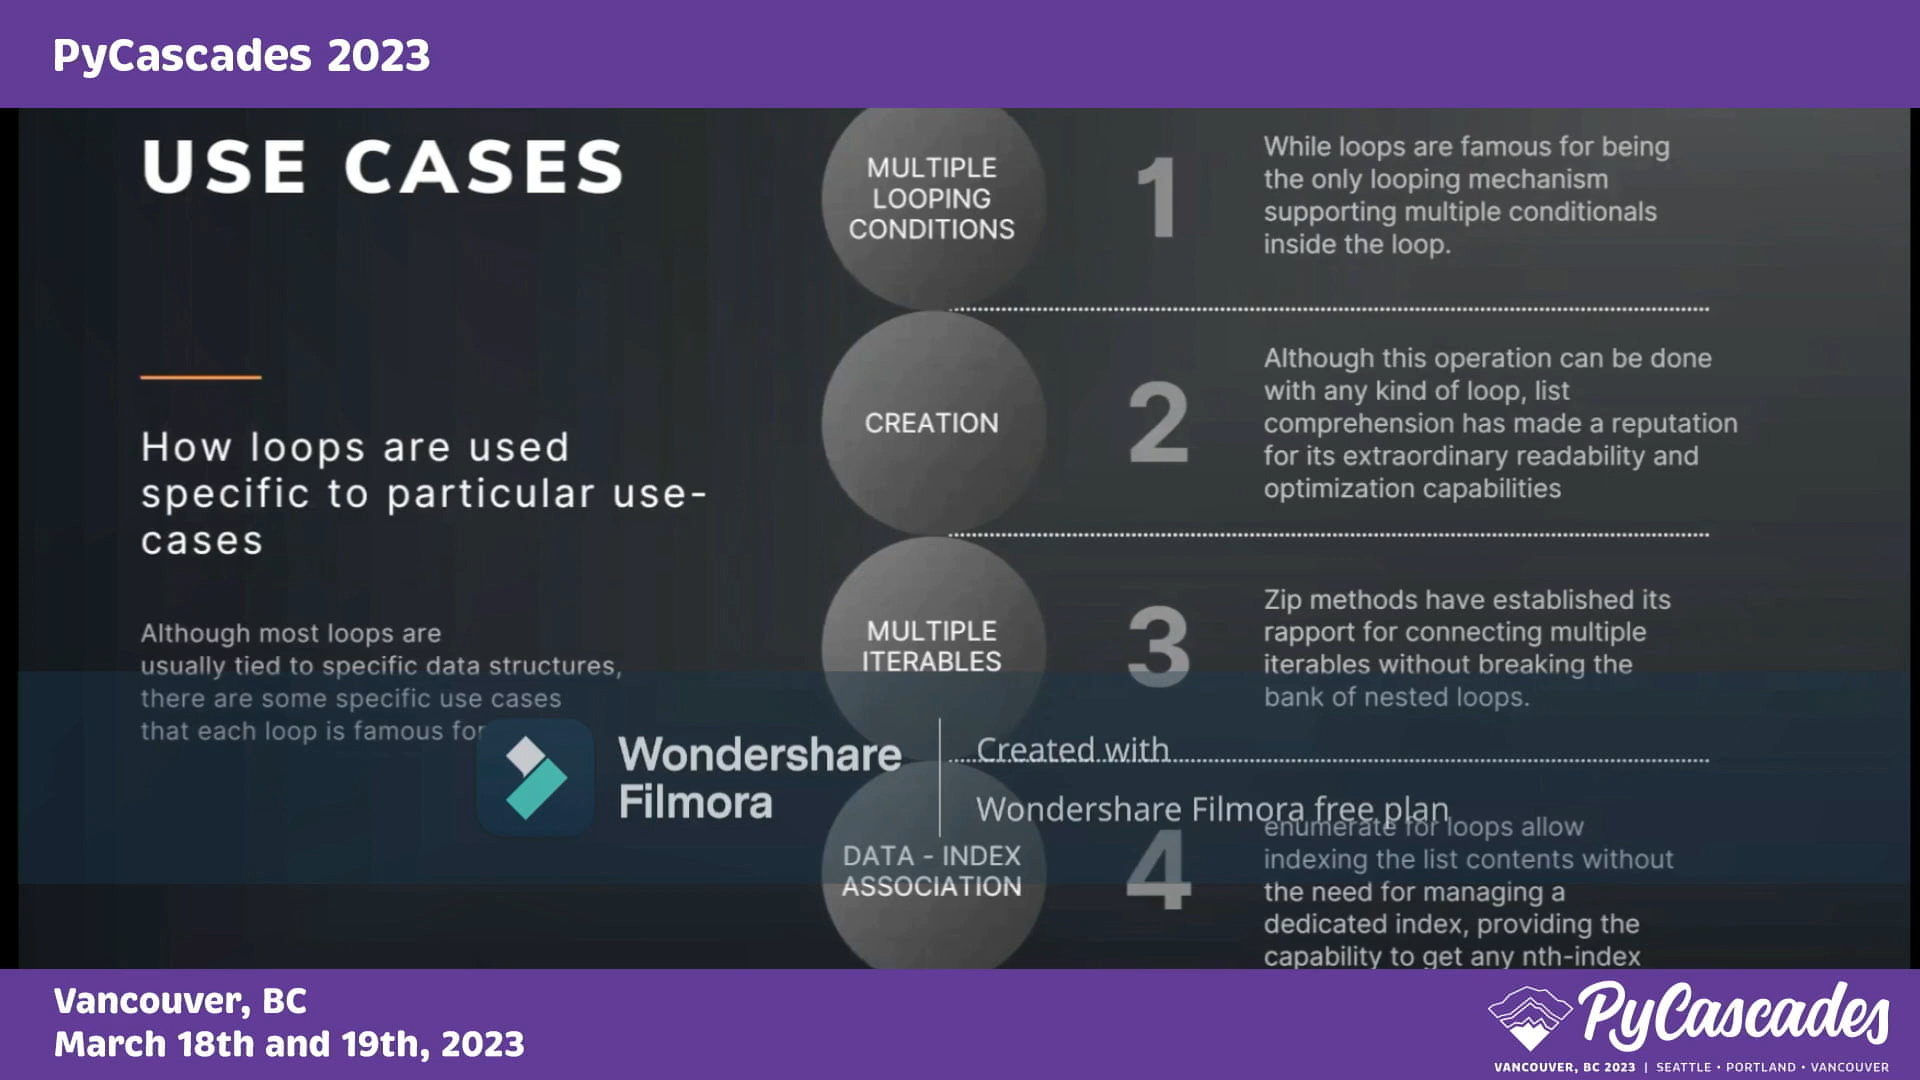 PyCascades 2023
USE CASES
How loops are used
specific to particular use-
cases
Although most loops are
usually tied to specific data structures,
there are some specific use cases
that each loop is famous for
MULTIPLE
LOOPING
CONDITIONS
1
While loops are famous for being
the only looping mechanism
supporting multiple conditionals
inside the loop.
CREATION
2
Although this operation can be done
with any kind of loop, list
comprehension has made a reputation
for its extraordinary readability and
optimization capabilities
MULTIPLE
ITERABLES
3
Zip methods have established its
rapport for connecting multiple
iterables without breaking the
bank of nested loops.
Wondershare
Filmora
Created with
Wondershare Filmora free plan
DATA - INDEX
ASSOCIATION
4
enumerate for loops allow
indexing the list contents without
the need for managing a
dedicated index, providing the
capability to get any nth-index
Vancouver, BC
March 18th and 19th, 2023
PyCascades
VANCOUVER, BC 2023 | SEATTLE • PORTLAND • VANCOUVER